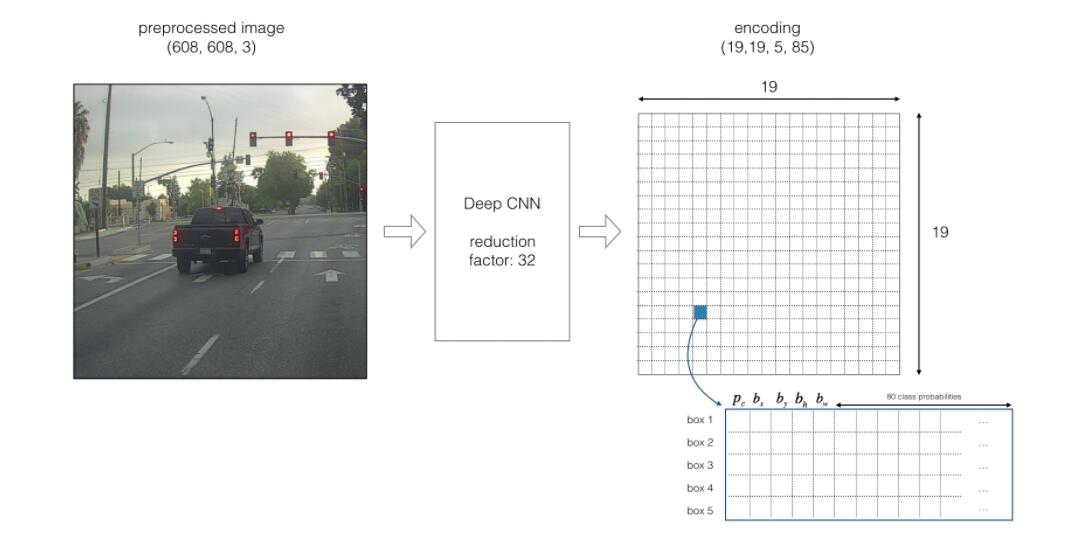 preprocessed image
(608, 608, 3)
encoding
(19,19, 5, 85)
19
Deep CNN
reduction
factor: 32
19
p_c b_x b_y b_h b_w
80 class probabilities
box 1 ...
box 2 ...
box 3 ...
box 4 ...
box 5 ...